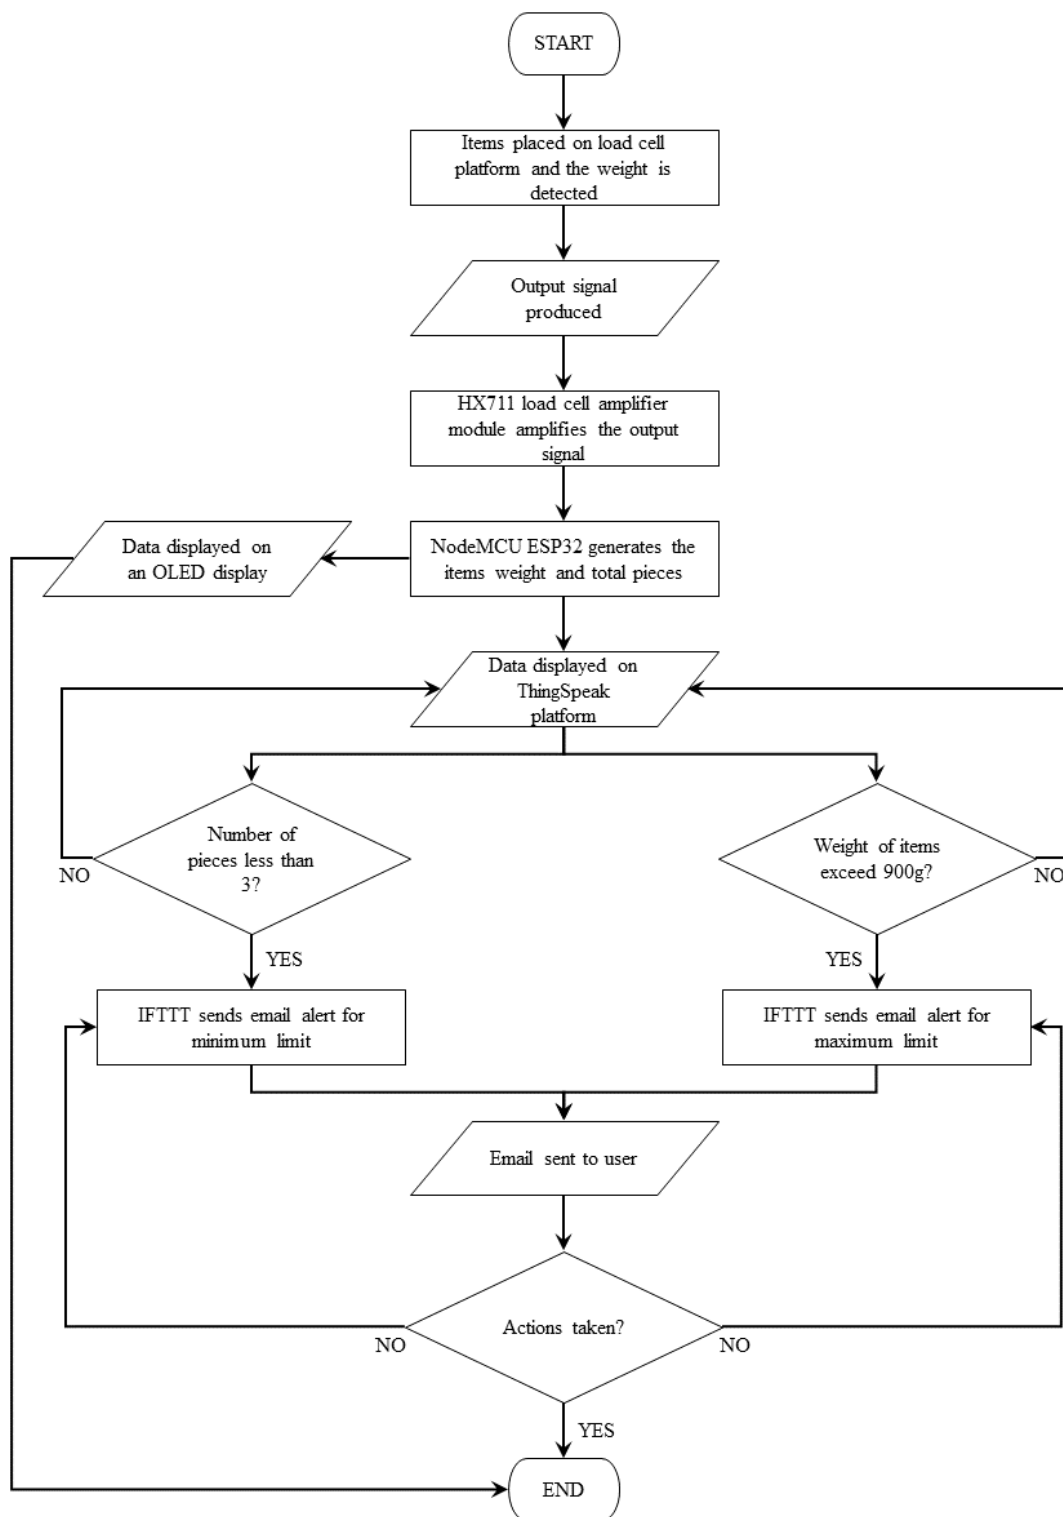 START
Items placed on load cell
platform and the weight is
detected
Output signal
produced
HX711 load cell amplifier
module amplifies the output
signal
Data displayed on
an OLED display
NodeMCU ESP32 generates the
items weight and total pieces
Data displayed on
ThingSpeak
platform
Number of
pieces less than
3?
NO
Weight of items
exceed 900g?
NO
YES
YES
IFTTT sends email alert for
minimum limit
IFTTT sends email alert for
maximum limit
Email sent to user
Actions taken?
NO
NO
YES
END